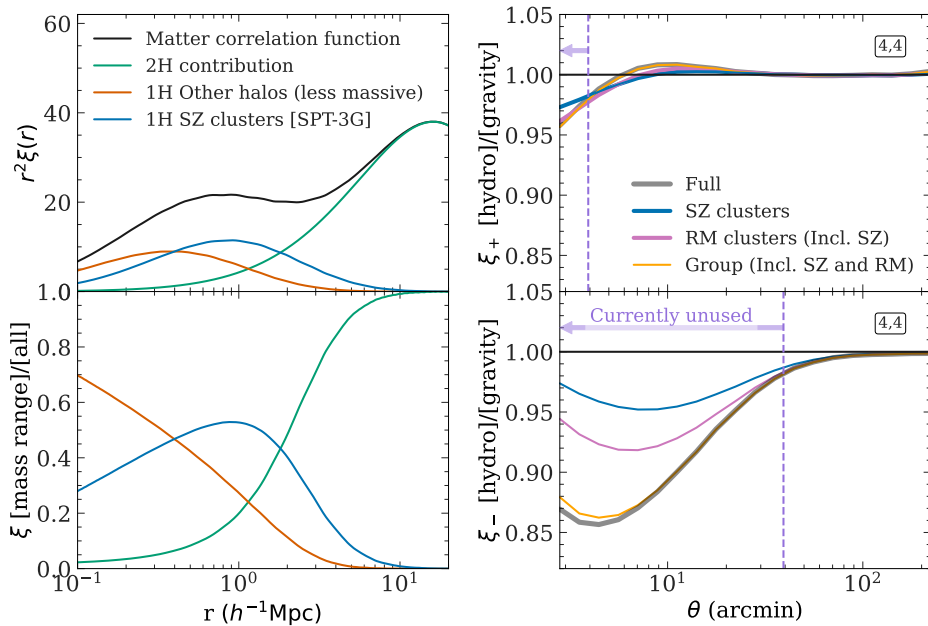 60
40
20
r²ξ(r)
Matter correlation function
2H contribution
1H Other halos (less massive)
1H SZ clusters [SPT-3G]
1.0
0.8
0.6
0.4
0.2
0.0
ξ [mass range]/[all]
10⁻¹
10⁰
10¹
r (h⁻¹Mpc)
1.05
1.00
0.95
0.90
0.85
ξ₊ [hydro]/[gravity]
4,4
Full
SZ clusters
RM clusters (Incl. SZ)
Group (Incl. SZ and RM)
1.05
1.00
0.95
0.90
0.85
ξ₋ [hydro]/[gravity]
Currently unused
4,4
10¹
10²
θ (arcmin)